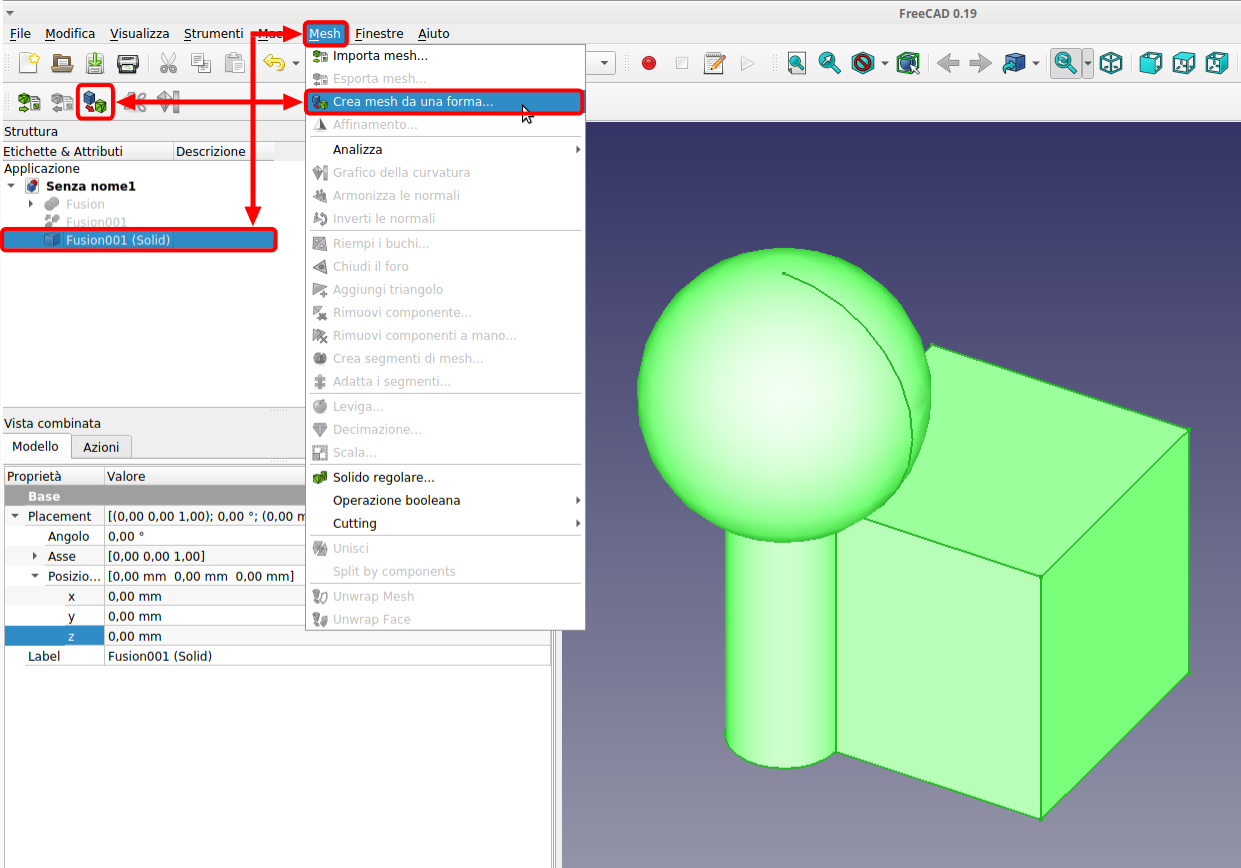 FreeCAD 0.19
File Modifica Visualizza Strumenti Mac Mesh Finestre Aiuto
Importa mesh...
Esporta mesh...
Crea mesh da una forma...
Affinamento...
Analizza
Grafico della curvatura
Armonizza le normali
Inverti le normali
Riempi i buchi...
Chiudi il foro
Aggiungi triangolo
Rimuovi componente...
Rimuovi componenti a mano...
Crea segmenti di mesh...
Adatta i segmenti...
Leviga...
Decimazione...
Scala...
Solido regolare...
Operazione booleana
Cutting
Unisci
Split by components
Unwrap Mesh
Unwrap Face
Struttura
Etichette & Attributi Descrizione
Applicazione
Senza nome1
Fusion
Fusion001
Fusion001 (Solid)
Vista combinata
Modello Azioni
Proprietà Valore
Base
Placement [(0,00 0,00 1,00); 0,00 °; (0,00 m
Angolo 0,00 °
Asse [0,00 0,00 1,00]
Posizio... [0,00 mm 0,00 mm 0,00 mm]
x 0,00 mm
y 0,00 mm
z 0,00 mm
Label Fusion001 (Solid)